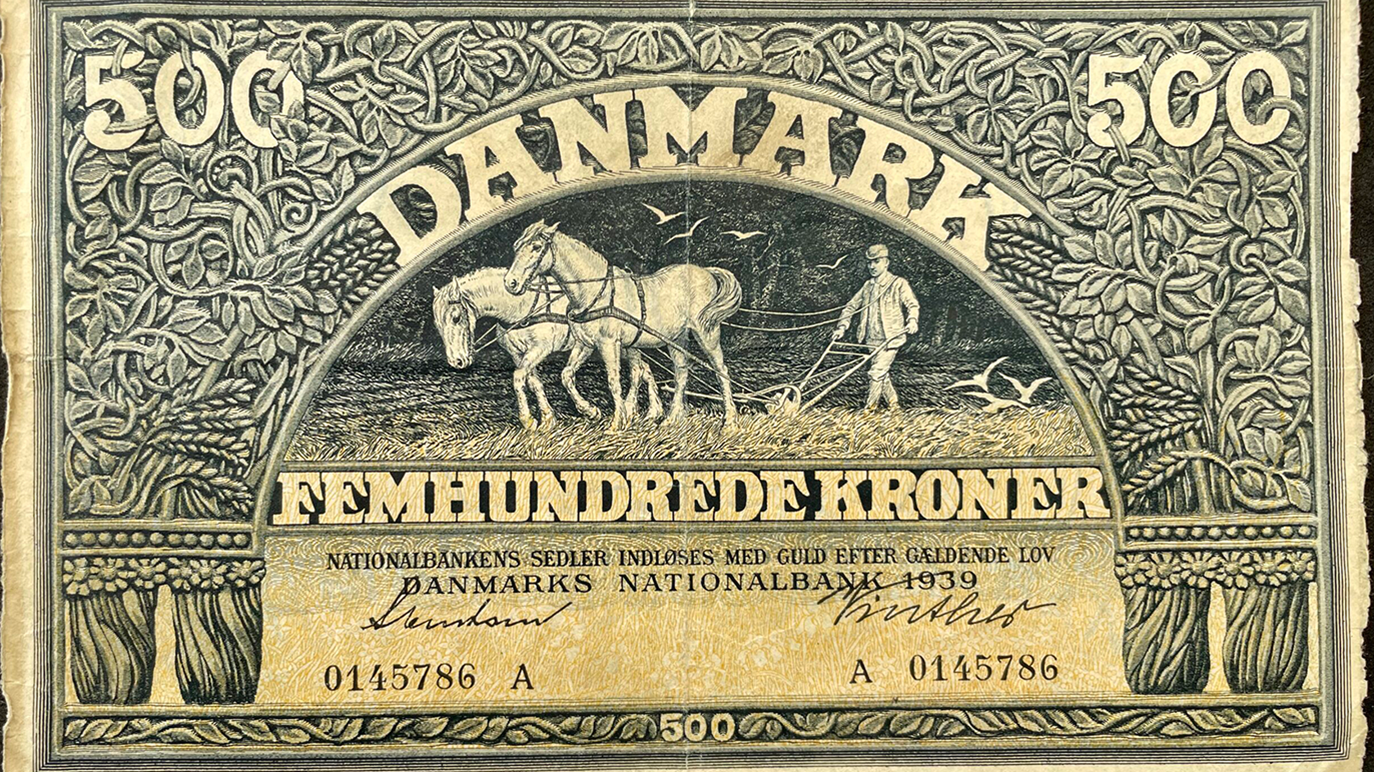 500 500
DANMARK
FEMHUNDREDE KRONER
NATIONALBANKENS SEDLER INDLØSES MED GULD EFTER GÆLDENDE LOV
DANMARKS NATIONALBANK 1939
0145786 A A 0145786
500